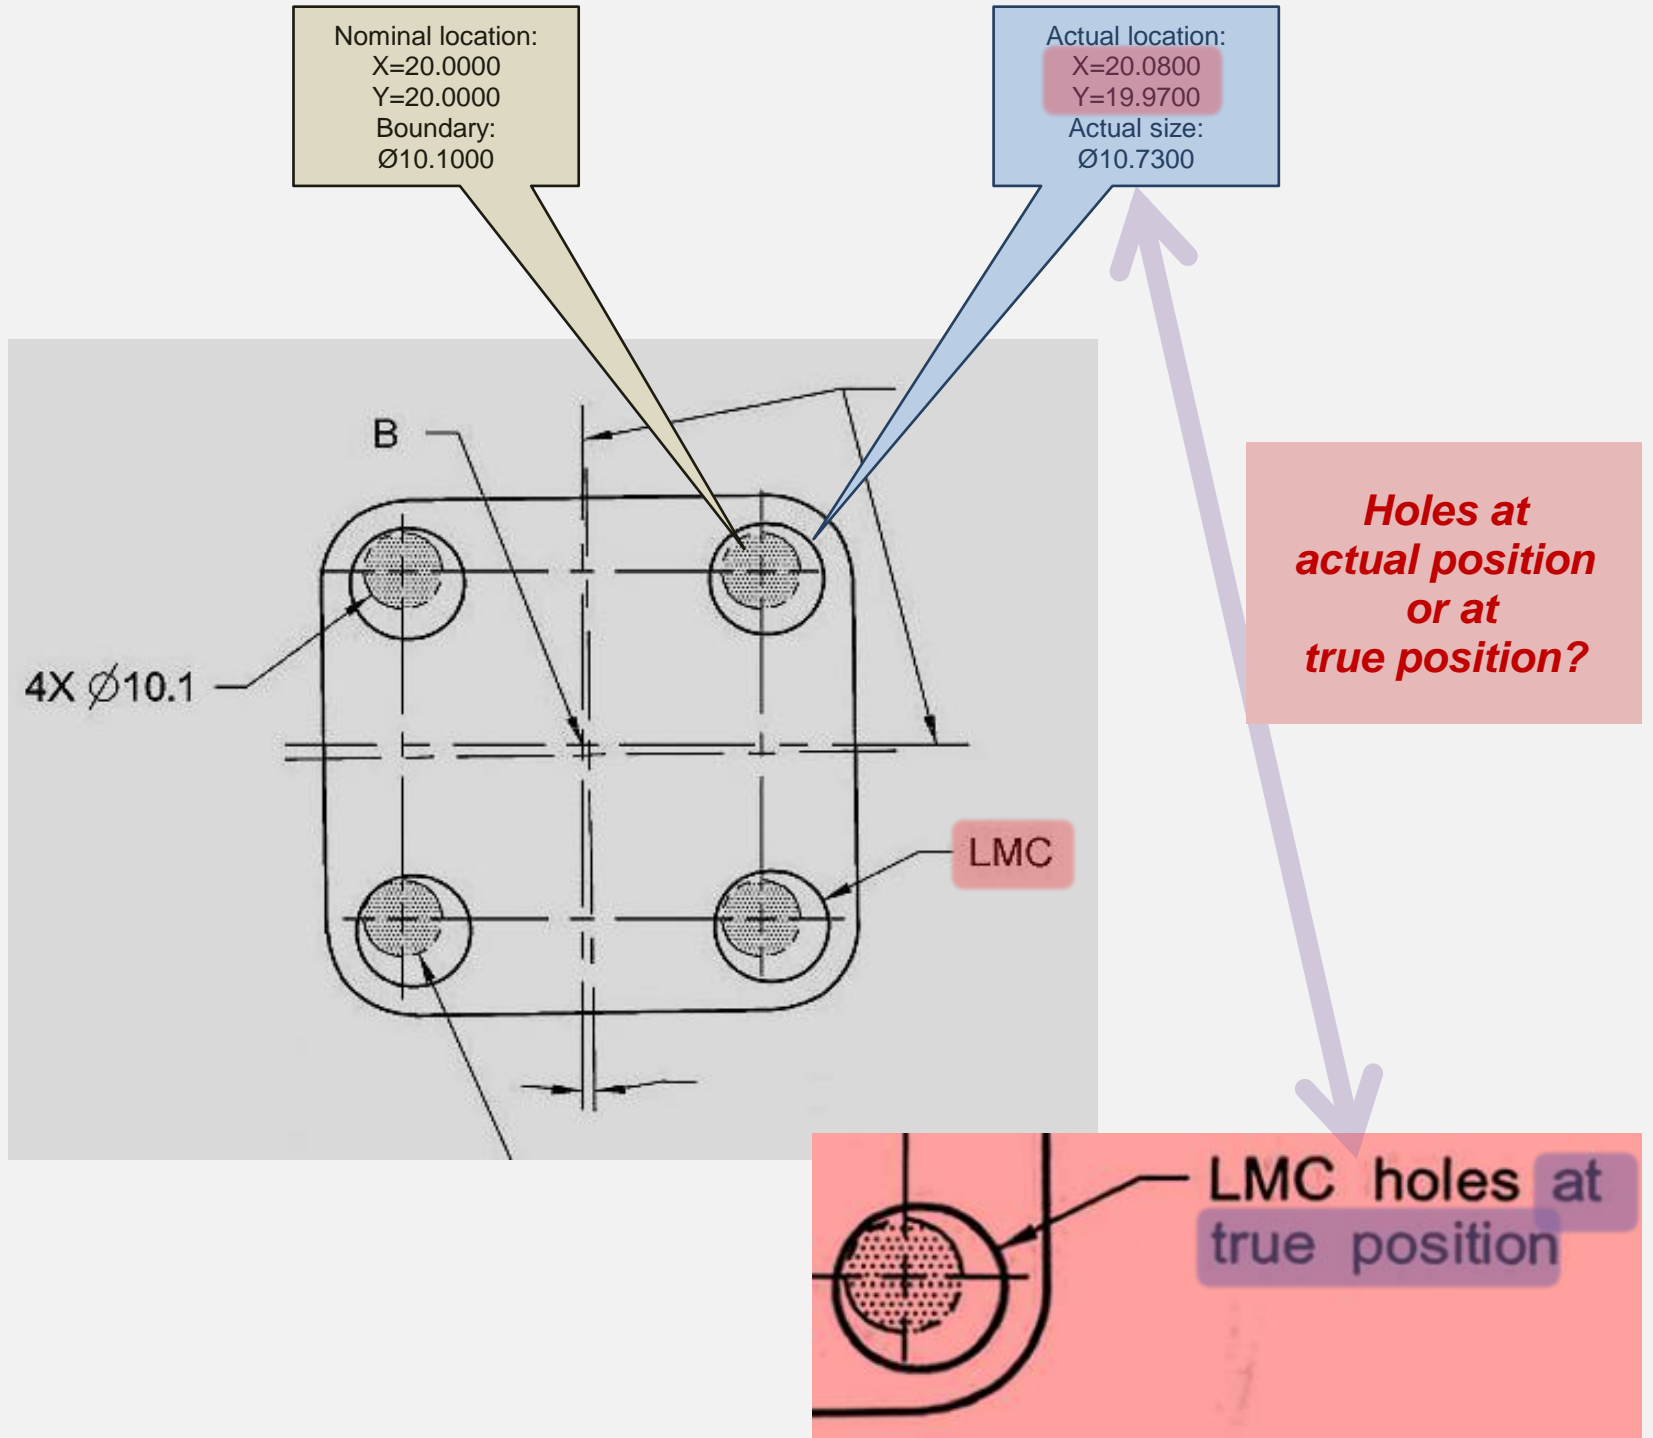 Nominal location:
X=20.0000
Y=20.0000
Boundary:
Ø10.1000
Actual location:
X=20.0800
Y=19.9700
Actual size:
Ø10.7300
B
Holes at
actual position
or at
true position?
4X Ø10.1
LMC
LMC holes at
true position